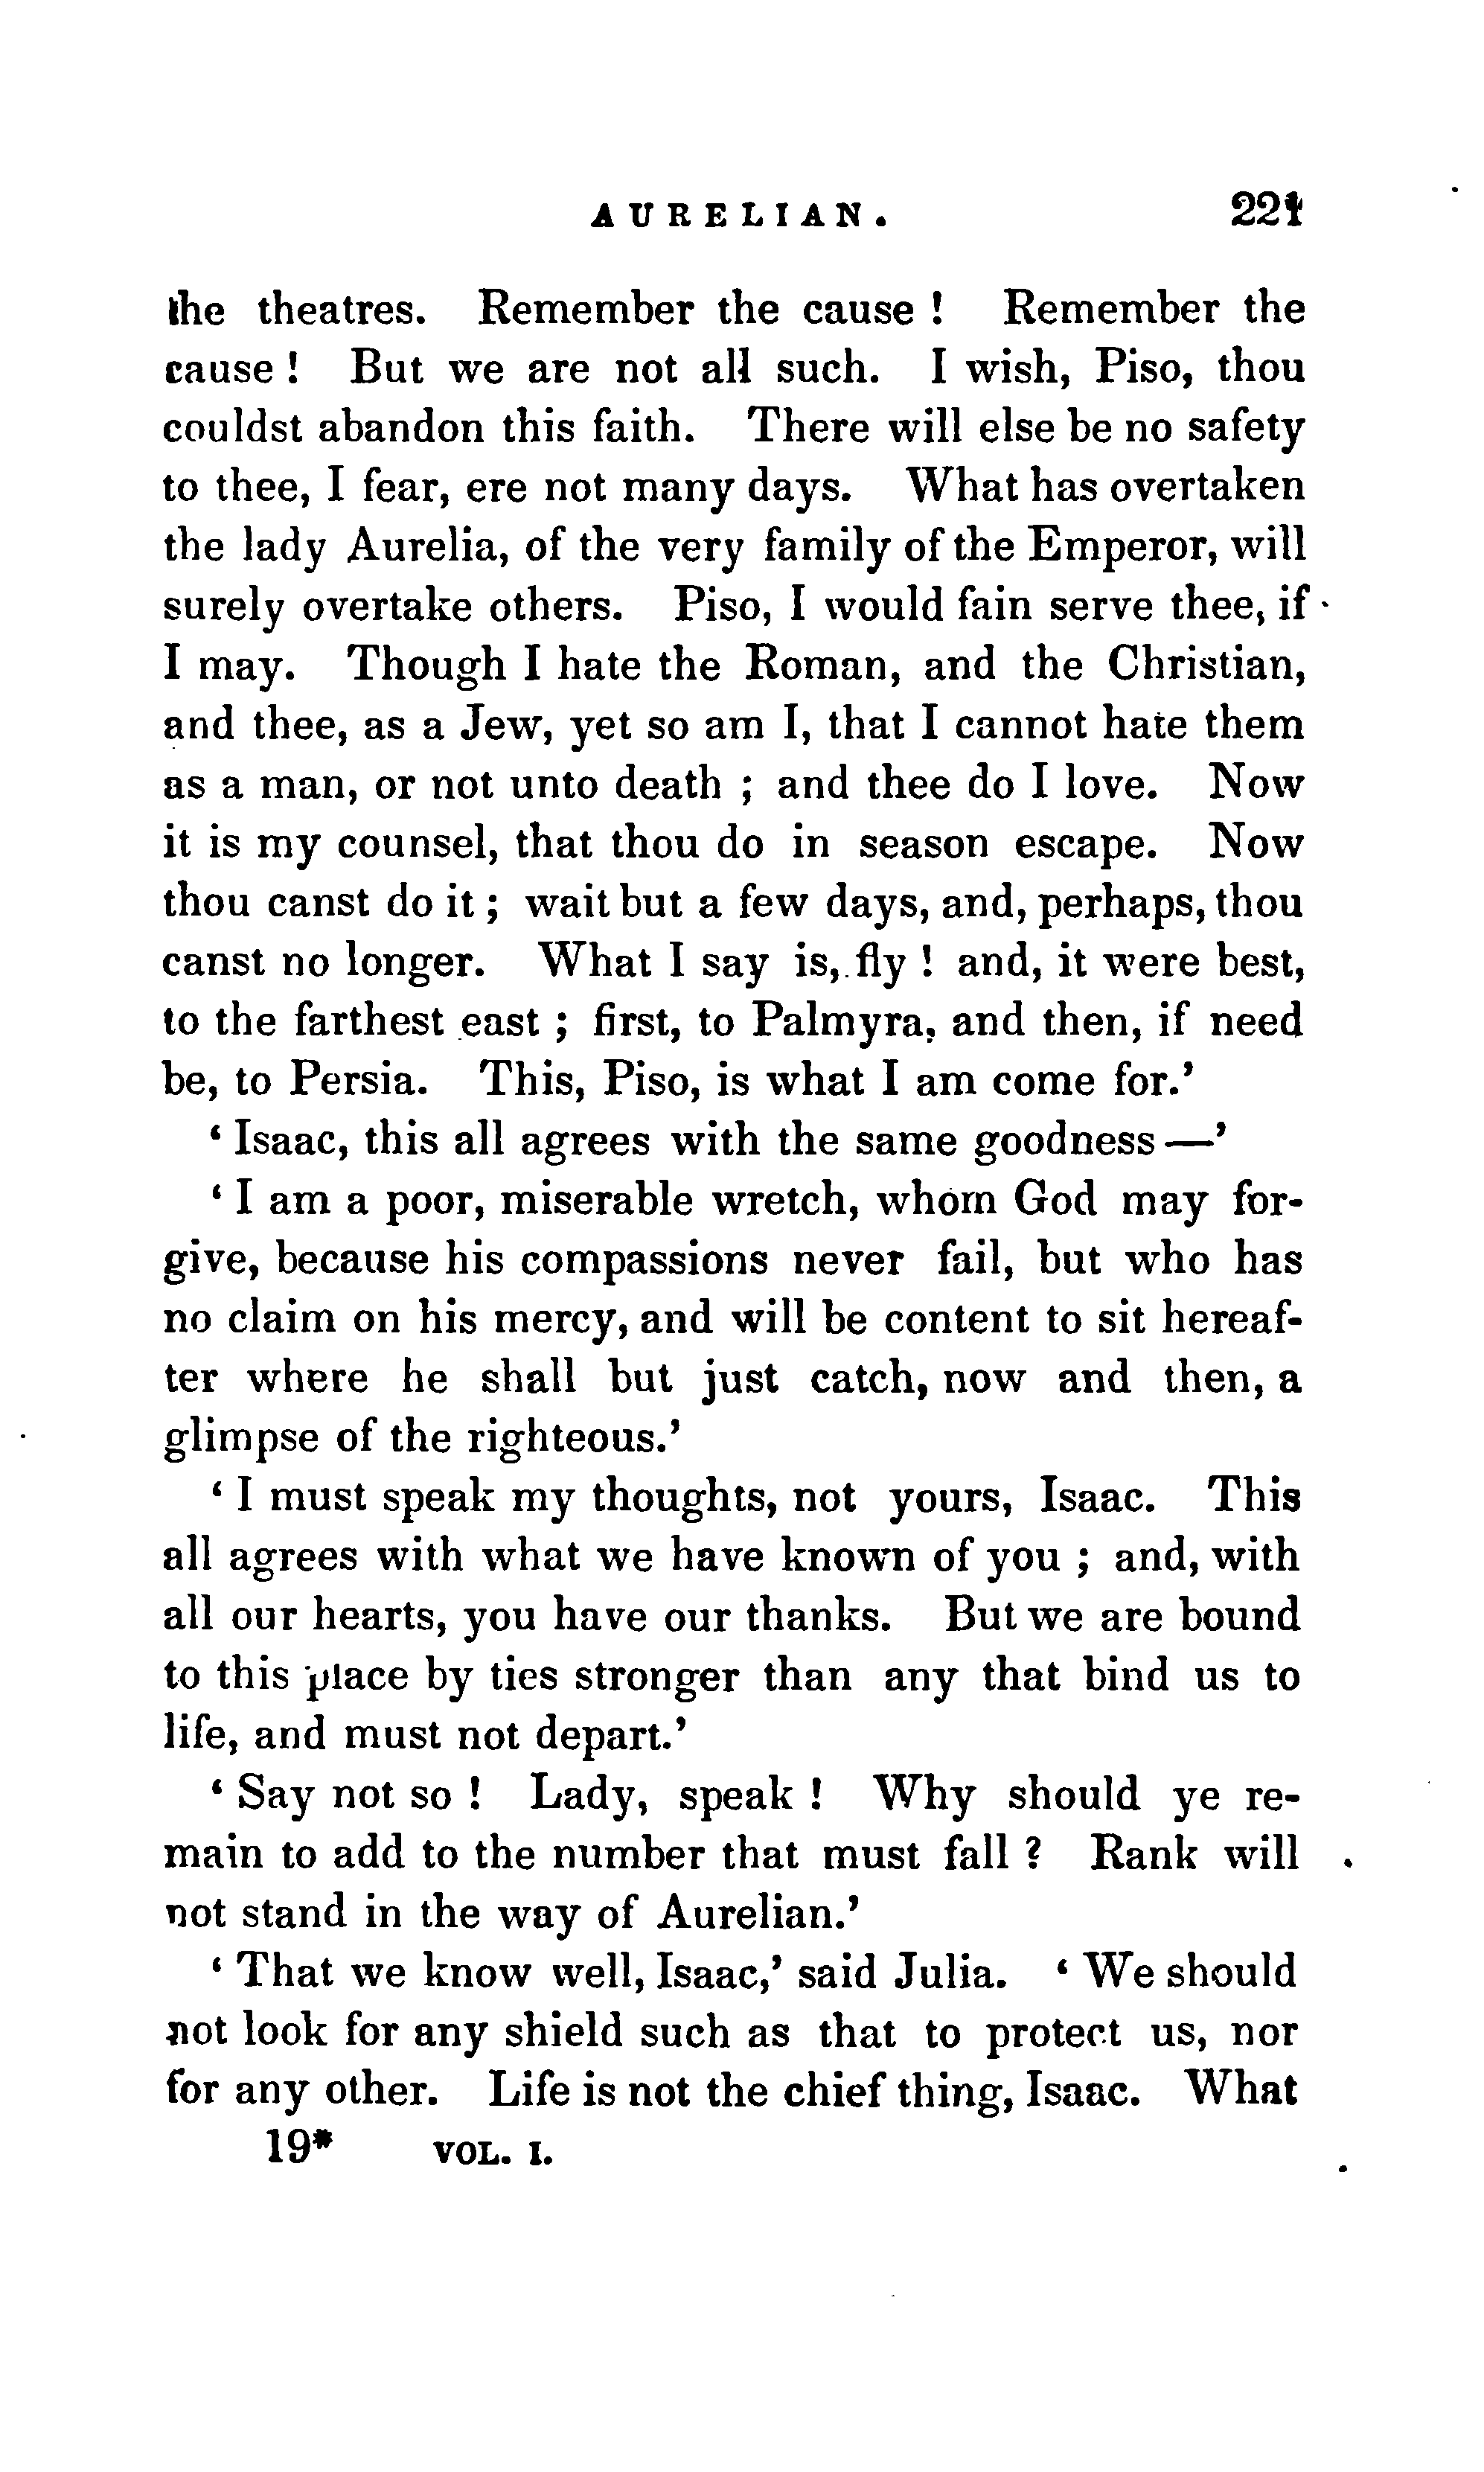 AURELIAN. 221
the theatres. Remember the cause ! Remember the
cause ! But we are not all such. I wish, Piso, thou
couldst abandon this faith. There will else be no safety
to thee, I fear, ere not many days. What has overtaken
the lady Aurelia, of the very family of the Emperor, will
surely overtake others. Piso, I would fain serve thee, if
I may. Though I hate the Roman, and the Christian,
and thee, as a Jew, yet so am I, that I cannot hate them
as a man, or not unto death ; and thee do I love. Now
it is my counsel, that thou do in season escape. Now
thou canst do it ; wait but a few days, and, perhaps, thou
canst no longer. What I say is, fly ! and, it were best,
to the farthest east ; first, to Palmyra, and then, if need
be, to Persia. This, Piso, is what I am come for.’
‘ Isaac, this all agrees with the same goodness —’
‘ I am a poor, miserable wretch, whom God may for-
give, because his compassions never fail, but who has
no claim on his mercy, and will be content to sit hereaf-
ter where he shall but just catch, now and then, a
glimpse of the righteous.’
‘ I must speak my thoughts, not yours, Isaac. This
all agrees with what we have known of you ; and, with
all our hearts, you have our thanks. But we are bound
to this place by ties stronger than any that bind us to
life, and must not depart.’
‘ Say not so ! Lady, speak ! Why should ye re-
main to add to the number that must fall ? Rank will
not stand in the way of Aurelian.’
‘ That we know well, Isaac,’ said Julia. ‘ We should
not look for any shield such as that to protect us, nor
for any other. Life is not the chief thing, Isaac. What
19* VOL. I.